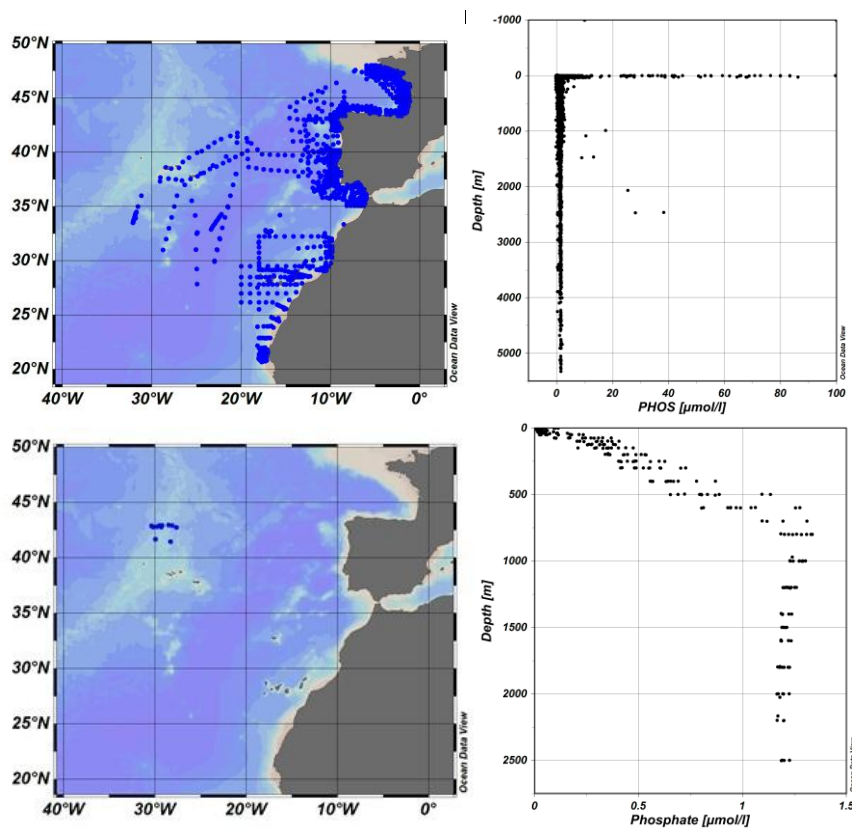 50°N
45°N
40°N
35°N
30°N
25°N
20°N
40°W 30°W 20°W 10°W 0°
Ocean Data View
-1000
0
1000
2000
3000
4000
5000
Depth [m]
0 20 40 60 80 100
PHOS [µmol/l]
Ocean Data View
50°N
45°N
40°N
35°N
30°N
25°N
20°N
40°W 30°W 20°W 10°W 0°
Ocean Data View
0
500
1000
1500
2000
2500
Depth [m]
0 0.5 1 1.5
Phosphate [µmol/l]
Ocean Data View